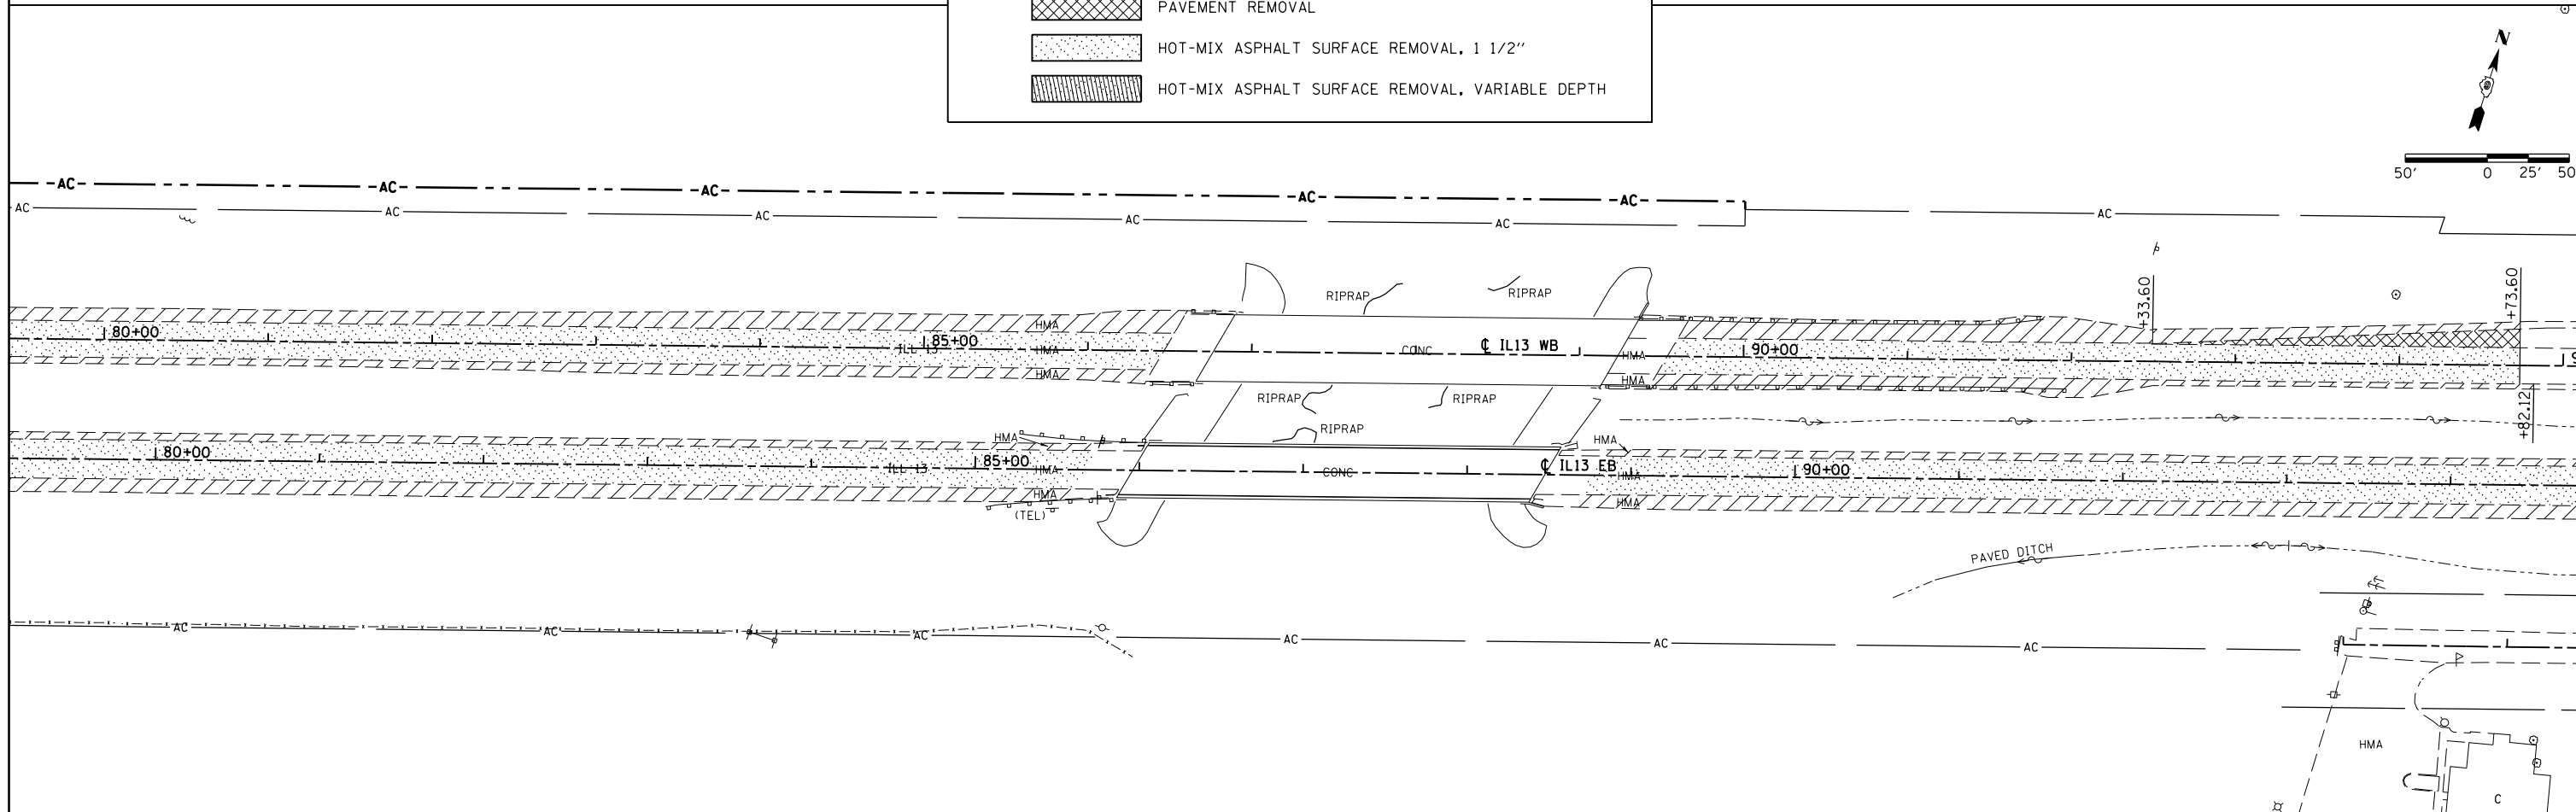 PAVEMENT REMOVAL
HOT-MIX ASPHALT SURFACE REMOVAL, 1 1/2"
HOT-MIX ASPHALT SURFACE REMOVAL, VARIABLE DEPTH
N
50' 0 25' 50
AC AC AC AC AC
AC AC AC AC AC AC
RIPRAP RIPRAP
+33.60 +73.60
80+00 85+00 HMA
ILL 13 HMA CONC ℄ IL13 WB HMA 90+00
HMA HMA
RIPRAP RIPRAP
RIPRAP
+82.12
HMA HMA
80+00 85+00 ℄ IL13 EB 90+00
ILL 13 HMA CONC HMA
HMA HMA
(TEL)
PAVED DITCH
AC AC AC AC AC AC
HMA
C